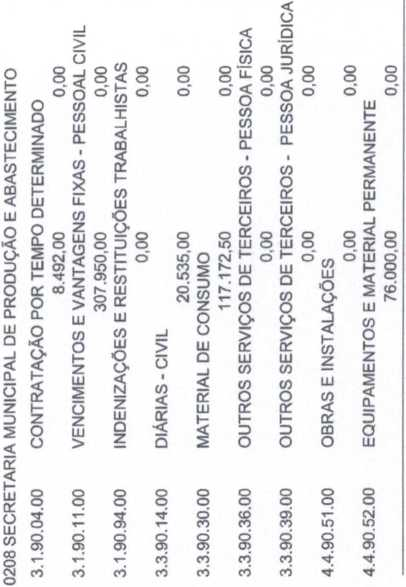 0208 SECRETARIA MUNICIPAL DE PRODUÇÃO E ABASTECIMENTO
3.1.90.04.00 CONTRATAÇÃO POR TEMPO DETERMINADO
8.492,00 0,00
3.1.90.11.00 VENCIMENTOS E VANTAGENS FIXAS - PESSOAL CIVIL
307.950,00 0,00
3.1.90.94.00 INDENIZAÇÕES E RESTITUIÇÕES TRABALHISTAS
0,00 0,00
3.3.90.14.00 DIÁRIAS - CIVIL
20.535,00 0,00
3.3.90.30.00 MATERIAL DE CONSUMO
117.172,50 0,00
3.3.90.36.00 OUTROS SERVIÇOS DE TERCEIROS - PESSOA FÍSICA
0,00 0,00
3.3.90.39.00 OUTROS SERVIÇOS DE TERCEIROS - PESSOA JURÍDICA
0,00 0,00
4.4.90.51.00 OBRAS E INSTALAÇÕES
0,00 0,00
4.4.90.52.00 EQUIPAMENTOS E MATERIAL PERMANENTE
76.000,00 0,00